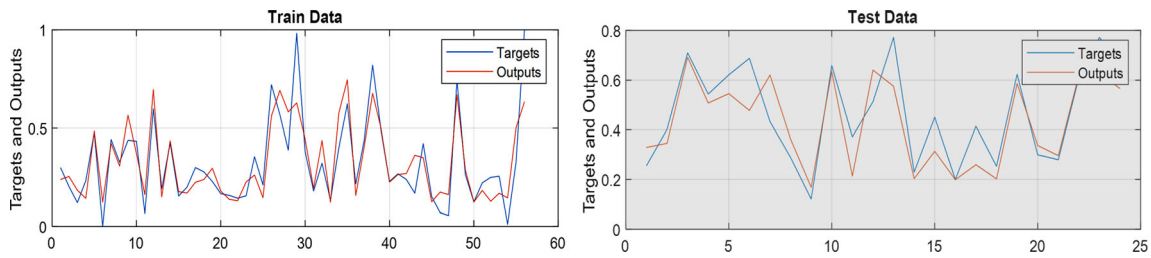 Train Data
Targets and Outputs
1
0.5
0
0 10 20 30 40 50 60
Targets
Outputs
Test Data
Targets and Outputs
0.8
0.6
0.4
0.2
0
0 5 10 15 20 25
Targets
Outputs